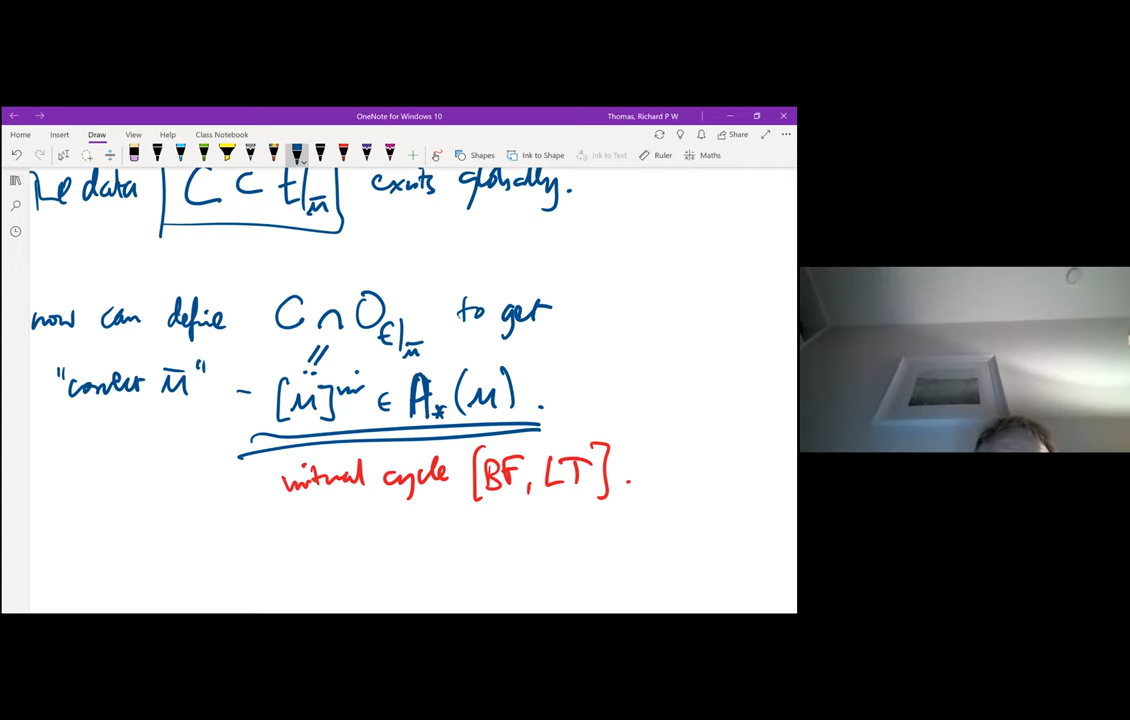 OneNote for Windows 10
Thomas, Richard P W
Home Insert Draw View Help Class Notebook
Share
Shapes Ink to Shape Ink to Text Ruler Maths
data C ⊂ E|_M̄ exists globally.
now can define C ∩ O_{E|_M̄} to get
"correct M̄" - [M̄]^vir ∈ A_*(M̄).
virtual cycle [BF, LT].